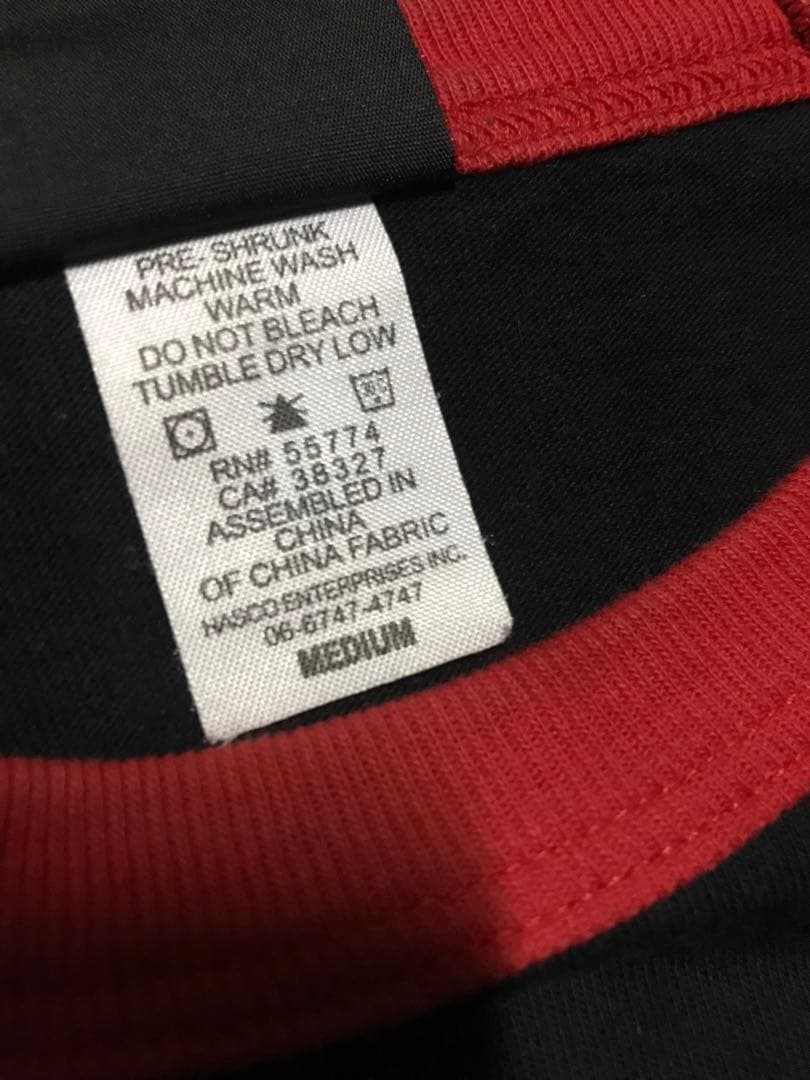 PRE-SHRUNK
MACHINE WASH
WARM
DO NOT BLEACH
TUMBLE DRY LOW
RN# 55774
CA# 38327
ASSEMBLED IN
CHINA
OF CHINA FABRIC
HASCO ENTERPRISES INC.
06-6747-4747
MEDIUM